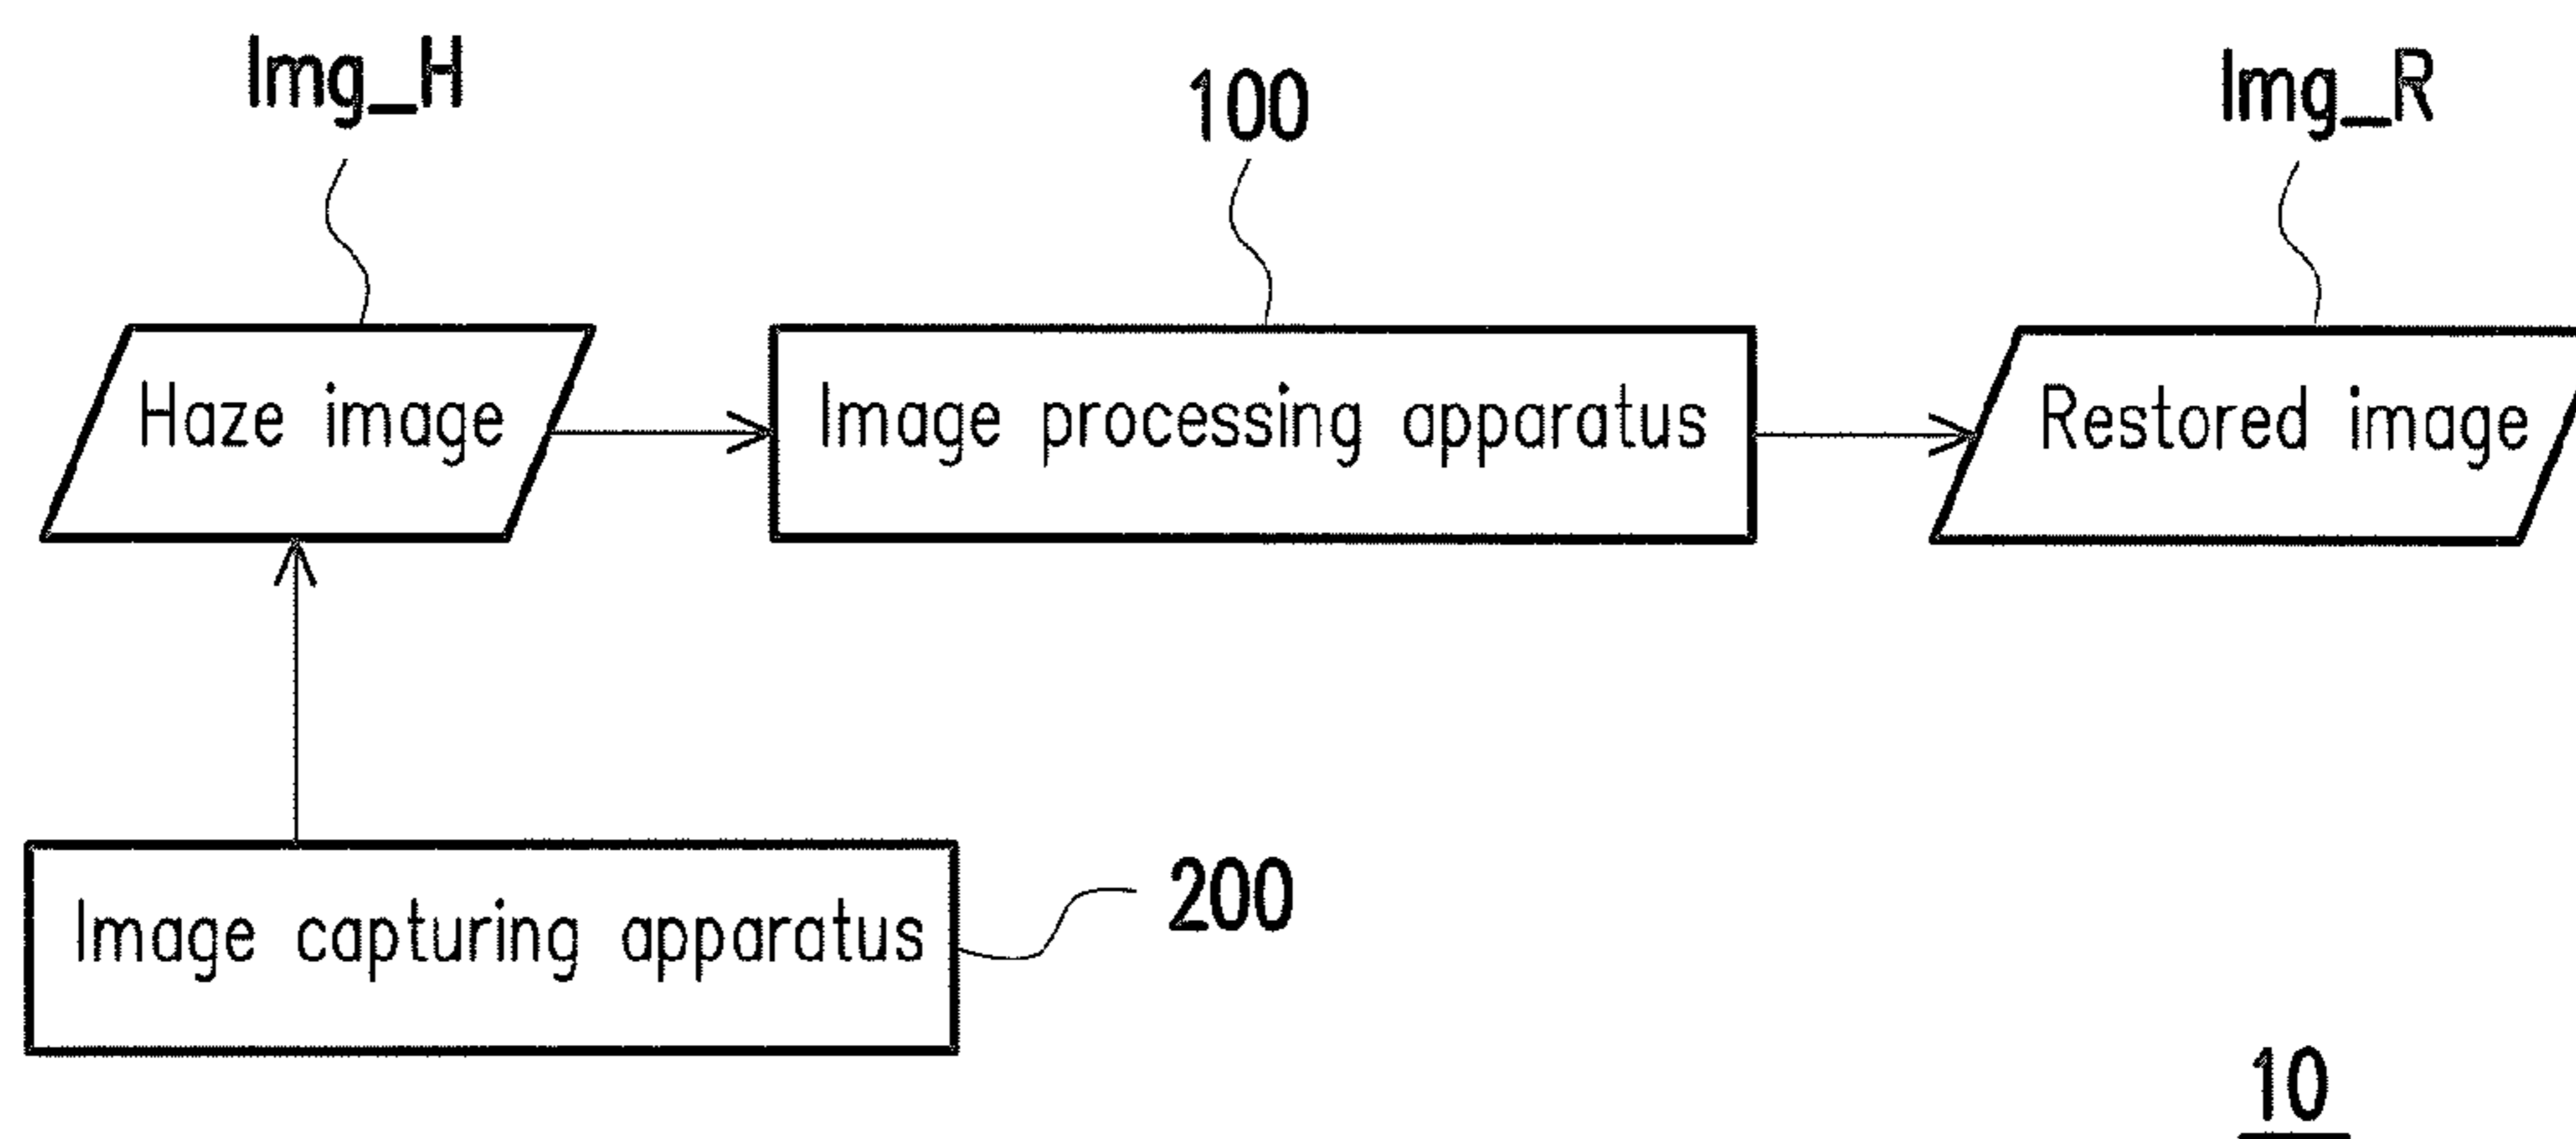 Img_H
100
Img_R
Haze image
Image processing apparatus
Restored image
Image capturing apparatus
200
10